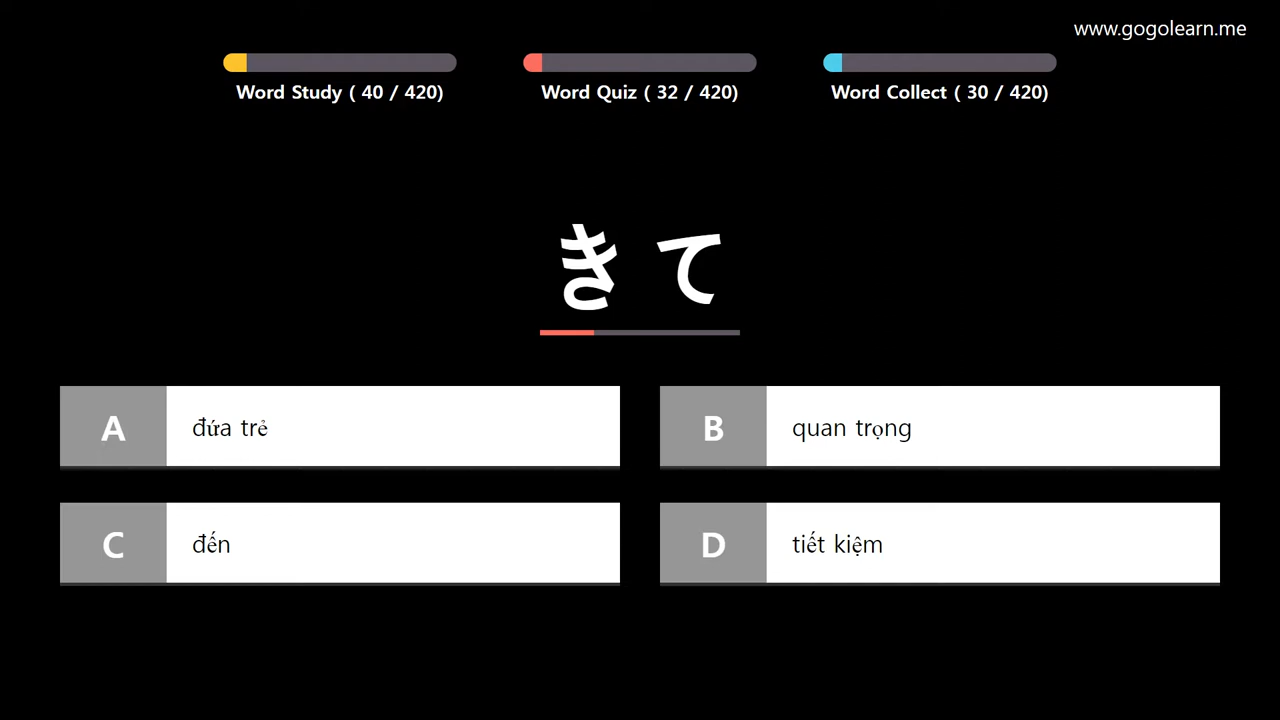 www.gogolearn.me
Word Study ( 40 / 420)
Word Quiz ( 32 / 420)
Word Collect ( 30 / 420)
きて
A đứa trẻ
B quan trọng
C đến
D tiết kiệm